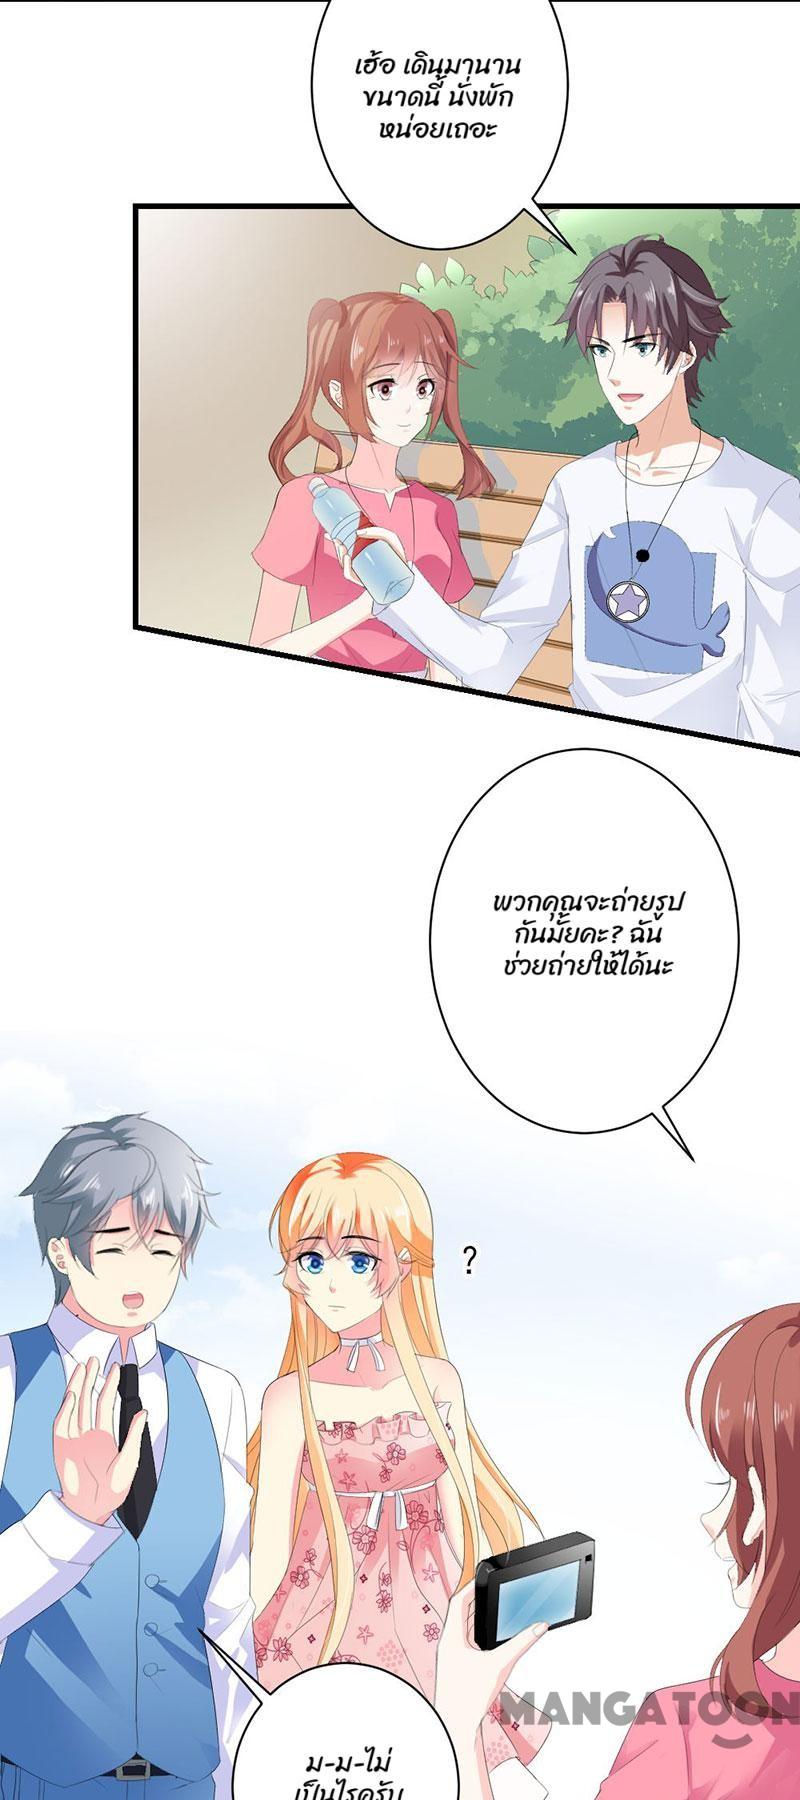 เฮ้อ เดินมานาน
ขนาดนี้ นั่งพัก
หน่อยเถอะ
พวกคุณจะถ่ายรูป
กันมั้ยคะ? ฉัน
ช่วยถ่ายให้ได้นะ
?
MANGATOON
ม-ม-ไม่
เป็นไรครับ